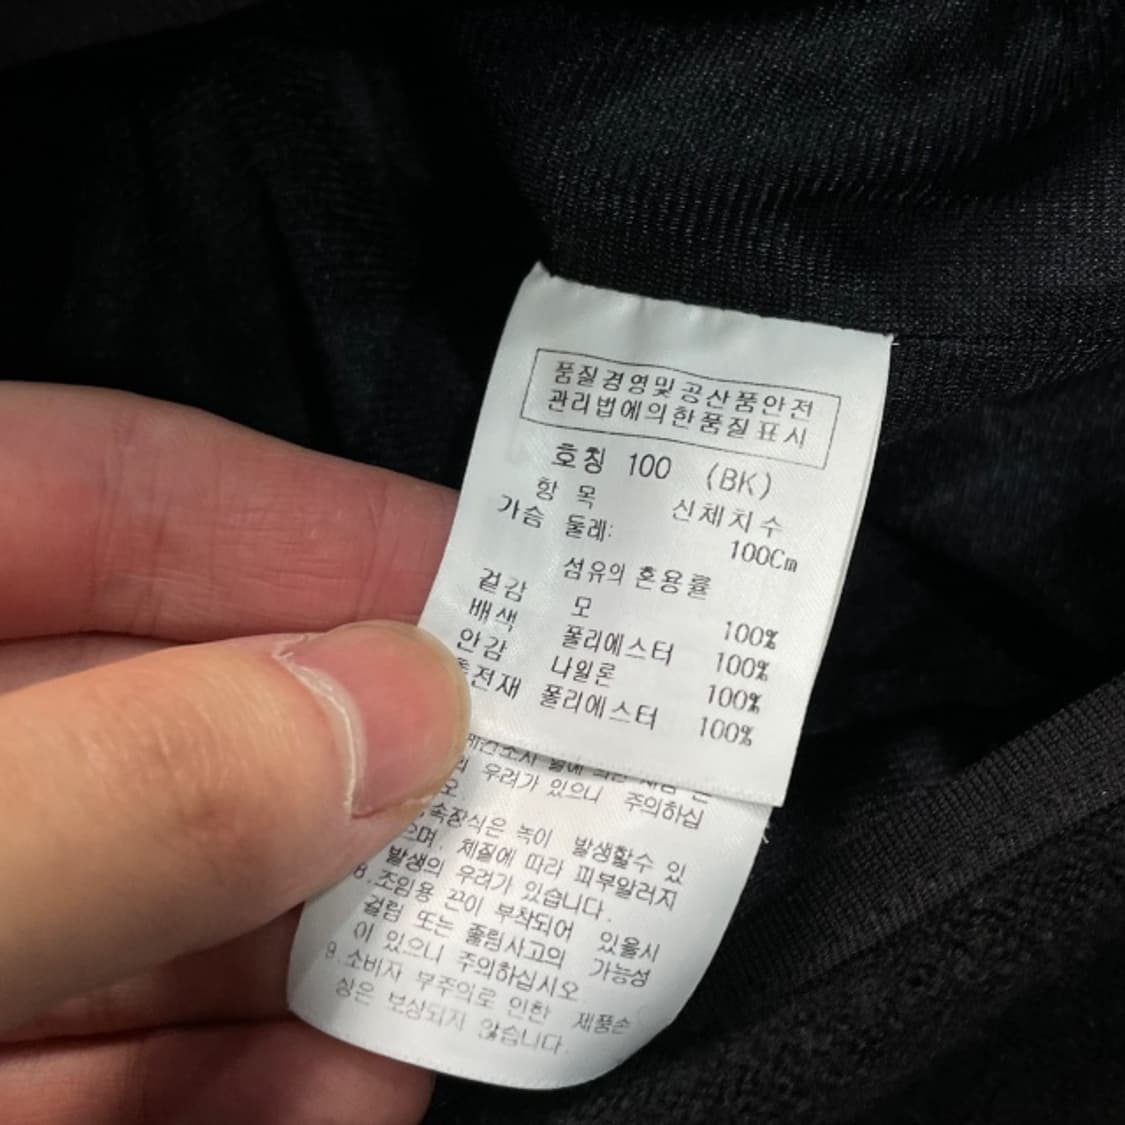 품질경영및공산품안전
관리법에의한품질표시
호칭 100 (BK)
항 목 신체치수
가슴 둘레: 100Cm
섬유의 혼용률
겉감 모 100%
배색 폴리에스터 100%
안감 나일론 100%
전재 폴리에스터 100%
우려가 있으니 주의하십
오
속장식은 녹이 발생할수 있
으며, 체질에 따라 피부알러지
발생의 우려가 있습니다.
8.조임용 끈이 부착되어 있을시
걸림 또는 풀림사고의 가능성
이 있으니 주의하십시오.
9.소비자 부주의로 인한 제품손
상은 보상되지 않습니다.